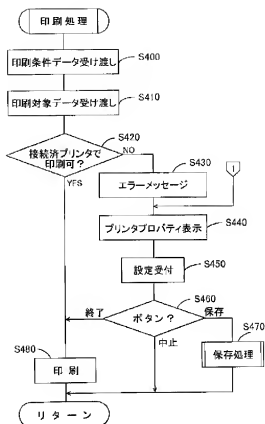 印刷処理
S400
印刷条件データ受け渡し
S410
印刷対象データ受け渡し
S420
接続済プリンタで
印刷可？
NO
YES
S430
エラーメッセージ
1
S440
プリンタプロパティ表示
S450
設定受付
S460
ボタン？
終了
保存
中止
S470
保存処理
S480
印刷
リターン